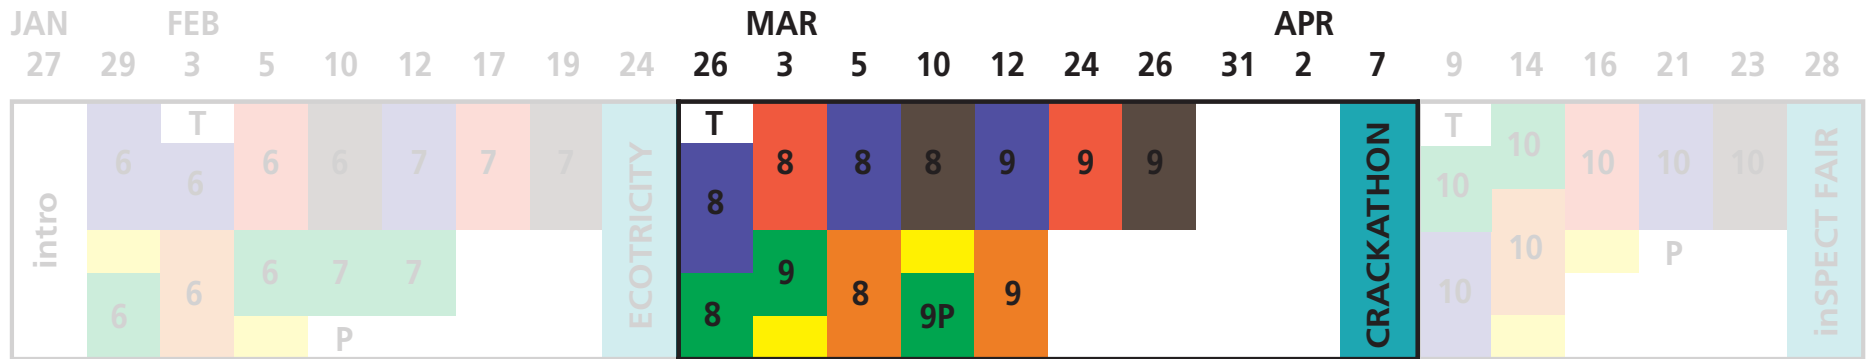 JAN FEB MAR APR
27 29 3 5 10 12 17 19 24 26 3 5 10 12 24 26 31 2 7 9 14 16 21 23 28
T T T
6 6 6 7 7 7 8 8 8 9 9 9 10 10 10 10
6 8 10
intro ECOTRICITY CRACKATHON inSPECT FAIR
6 7 7 9 10 P
6 6 8 8 9P 9 10
P